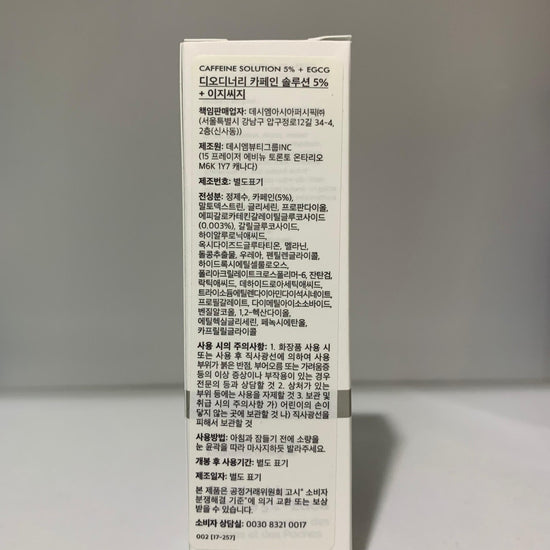 CAFFEINE SOLUTION 5% + EGCG
디오디너리 카페인 솔루션 5%
+ 이지씨지
책임판매업자: 데시엠아시아퍼시픽㈜
(서울특별시 강남구 압구정로12길 34-4,
2층(신사동))
제조원: 데시엠뷰티그룹INC
(15 프레이저 에비뉴 토론토 온타리오
M6K 1Y7 캐나다)
제조번호: 별도표기
전성분: 정제수, 카페인(5%),
말토덱스트린, 글리세린, 프로판다이올,
에피갈로카테킨갈레이틸글루코사이드
(0.003%), 갈릴글루코사이드,
하이알루로닉애씨드,
옥시다이즈드글루타티온, 멜라닌,
돌콩추출물, 우레아, 펜틸렌글라이콜,
하이드록시에틸셀룰로오스,
폴리아크릴레이트크로스폴리머-6, 잔탄검,
락틱애씨드, 데하이드로아세틱애씨드,
트라이소듐에틸렌다이아민다이석시네이트,
프로필갈레이트, 다이메틸아이소소바이드,
벤질알코올, 1,2-헥산다이올,
에틸헥실글리세린, 페녹시에탄올,
카프릴릴글라이콜
사용 시의 주의사항: 1. 화장품 사용 시
또는 사용 후 직사광선에 의하여 사용
부위가 붉은 반점, 부어오름 또는 가려움증
등의 이상 증상이나 부작용이 있는 경우
전문의 등과 상담할 것 2. 상처가 있는
부위 등에는 사용을 자제할 것 3. 보관 및
취급 시의 주의사항 가) 어린이의 손이
닿지 않는 곳에 보관할 것 나) 직사광선을
피해서 보관할 것
사용방법: 아침과 잠들기 전에 소량을
눈 윤곽을 따라 마사지하듯 발라주세요.
개봉 후 사용기간: 별도 표기
제조일자: 별도 표기
본 제품은 공정거래위원회 고시" 소비자
분쟁해결 기준"에 의거 교환 또는 보상
받을 수 있습니다.
소비자 상담실: 0030 8321 0017
002 [17-257]